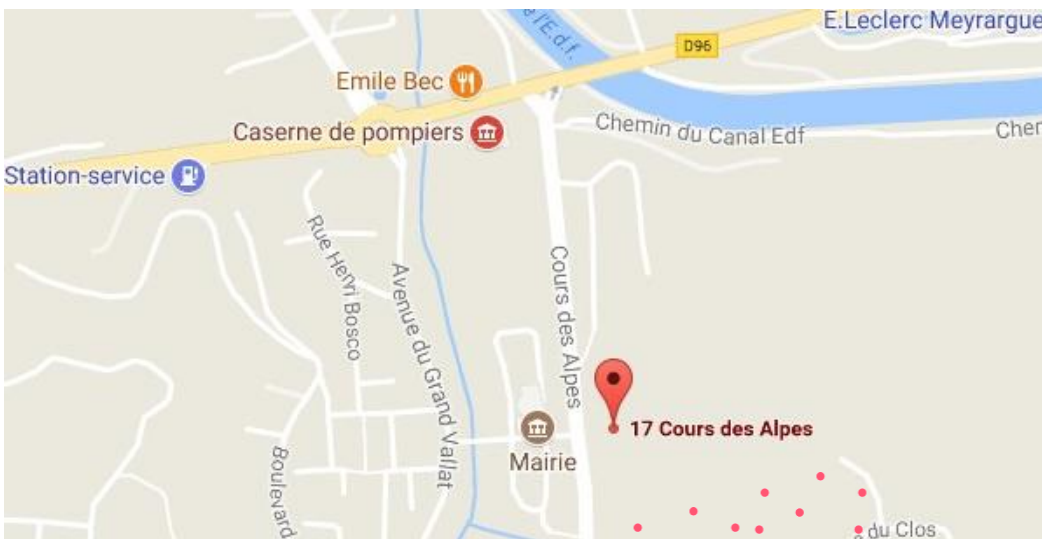 E.Leclerc Meyrargue
à l'E.d.f.
D96
Emile Bec
Caserne de pompiers
Chemin du Canal Edf
Cher
Station-service
Rue Henri Bosco
Avenue du Grand Vallat
Cours des Alpes
17 Cours des Alpes
Mairie
Boulevard
du Clos